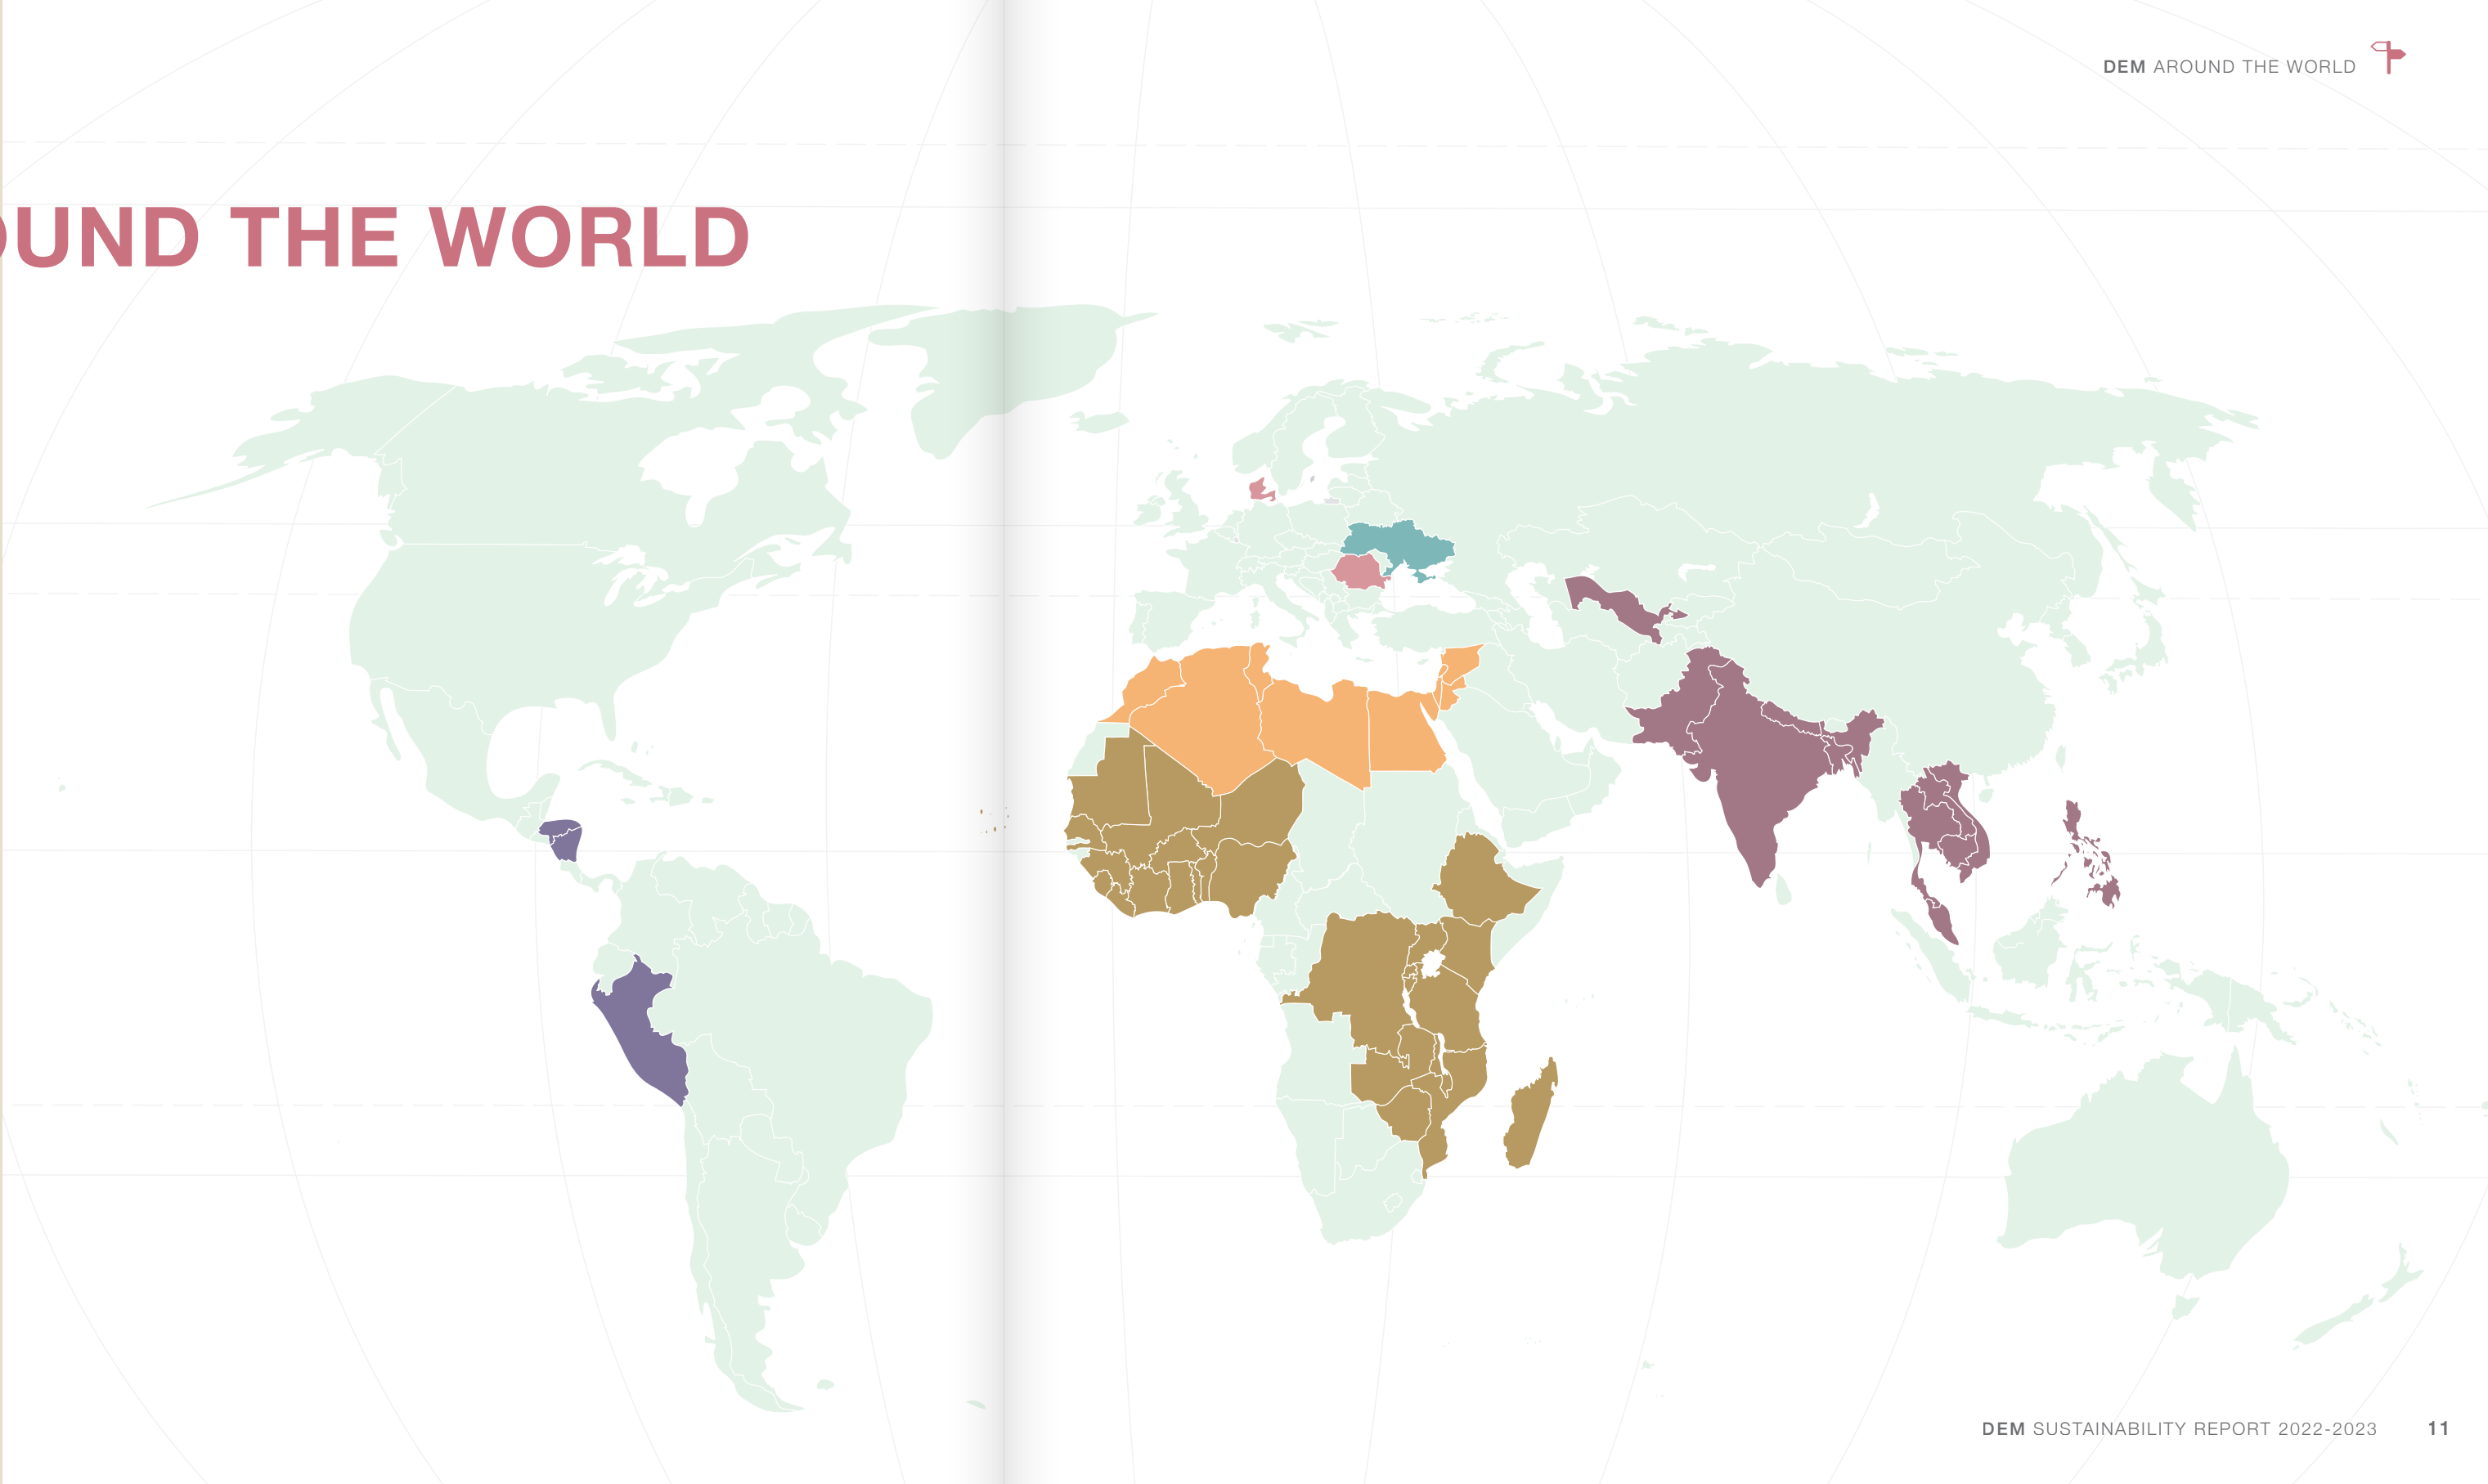 DEM AROUND THE WORLD
UND THE WORLD
DEM SUSTAINABILITY REPORT 2022-2023 11